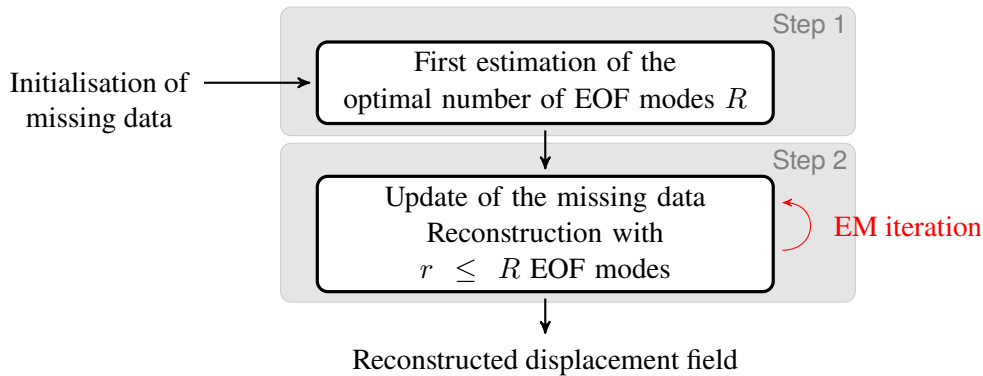 Step 1
Initialisation of
missing data
First estimation of the
optimal number of EOF modes R
Step 2
Update of the missing data
Reconstruction with
r ≤ R EOF modes
EM iteration
Reconstructed displacement field